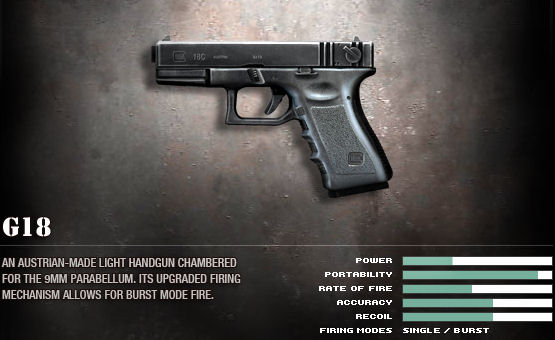 18C
G18
AN AUSTRIAN-MADE LIGHT HANDGUN CHAMBERED
FOR THE 9MM PARABELLUM. ITS UPGRADED FIRING
MECHANISM ALLOWS FOR BURST MODE FIRE.
POWER
PORTABILITY
RATE OF FIRE
ACCURACY
RECOIL
FIRING MODES SINGLE / BURST